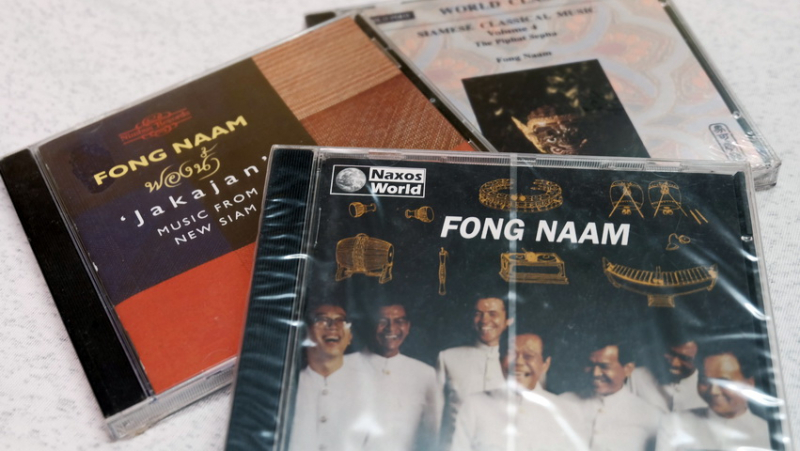 FONG NAAM
ฟองน้ำ
'Jakajan'
MUSIC FROM
NEW SIAM
WORLD CLASS
SIAMESE CLASSICAL MUSIC
Volume 4
The Piphat Sepha
Fong Naam
Naxos
World
FONG NAAM